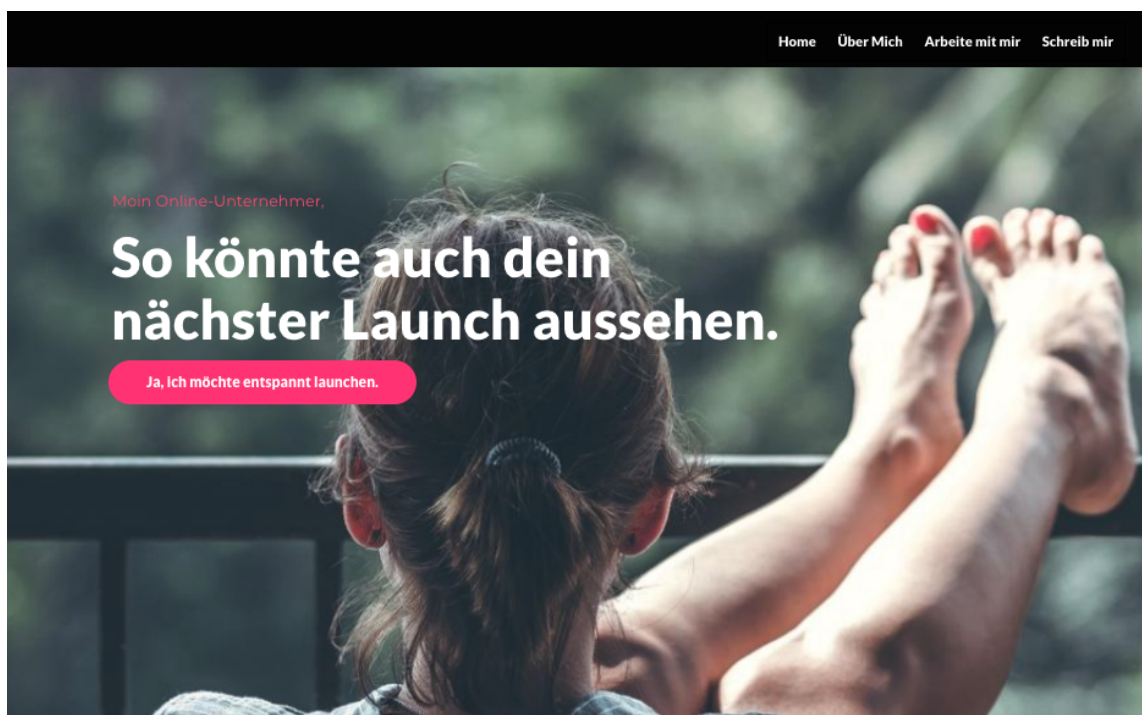 Home Über Mich Arbeite mit mir Schreib mir
Moin Online-Unternehmer,
So könnte auch dein
nächster Launch aussehen.
Ja, ich möchte entspannt launchen.